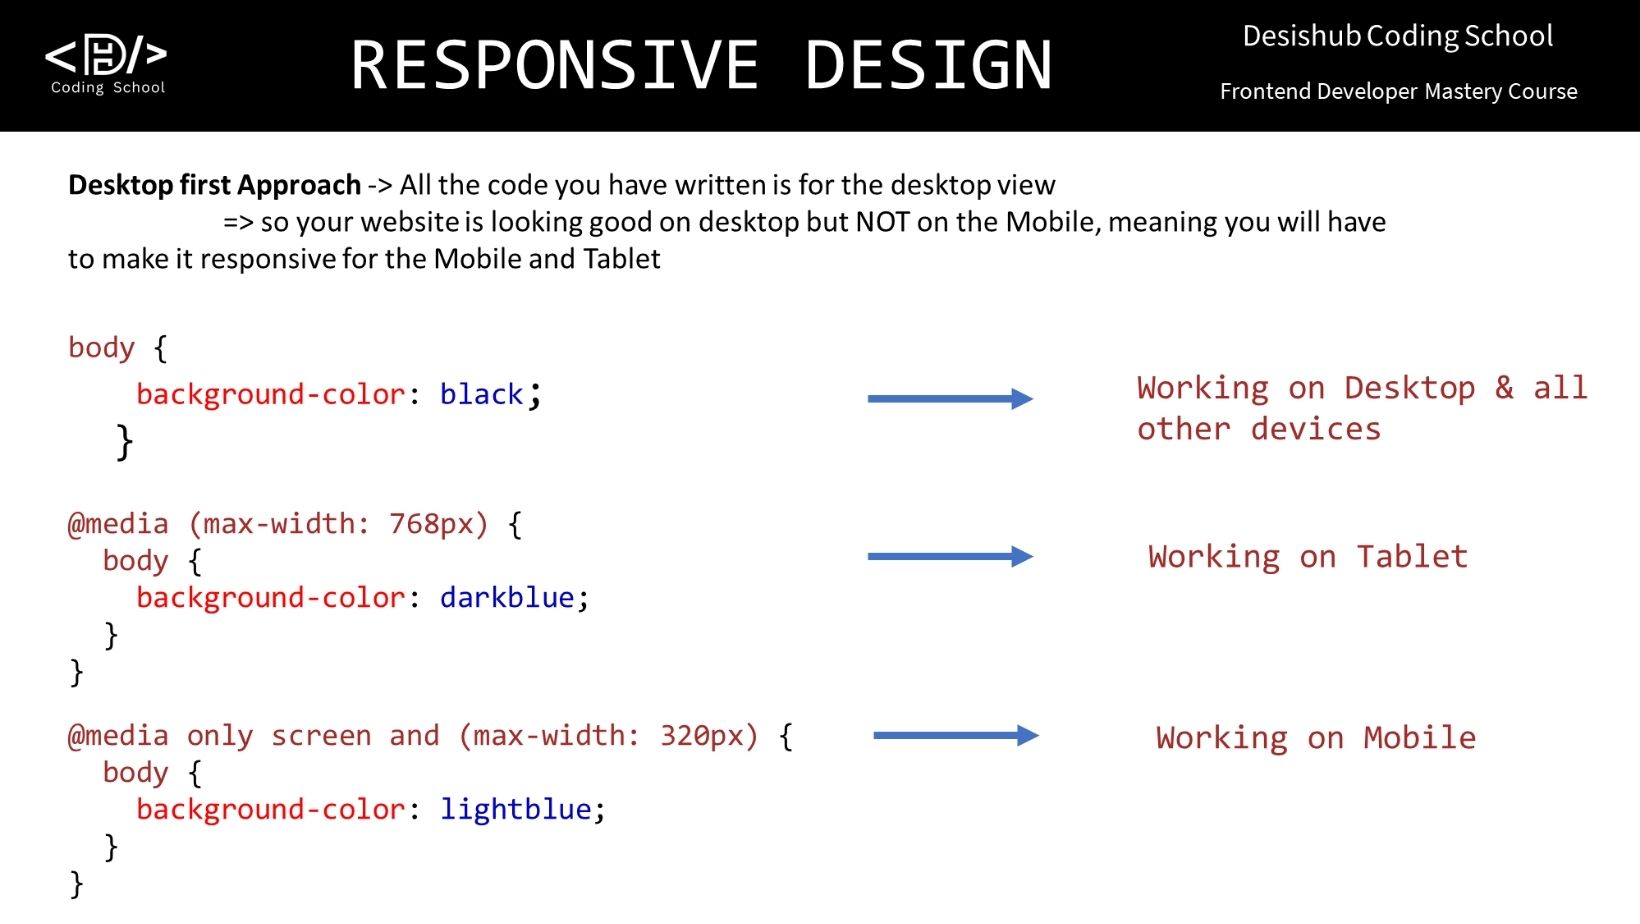 <DH/>
Coding School
RESPONSIVE DESIGN
Desishub Coding School
Frontend Developer Mastery Course
Desktop first Approach -> All the code you have written is for the desktop view
=> so your website is looking good on desktop but NOT on the Mobile, meaning you will have
to make it responsive for the Mobile and Tablet
body {
background-color: black;
}
Working on Desktop & all
other devices
@media (max-width: 768px) {
body {
background-color: darkblue;
}
}
Working on Tablet
@media only screen and (max-width: 320px) {
body {
background-color: lightblue;
}
}
Working on Mobile